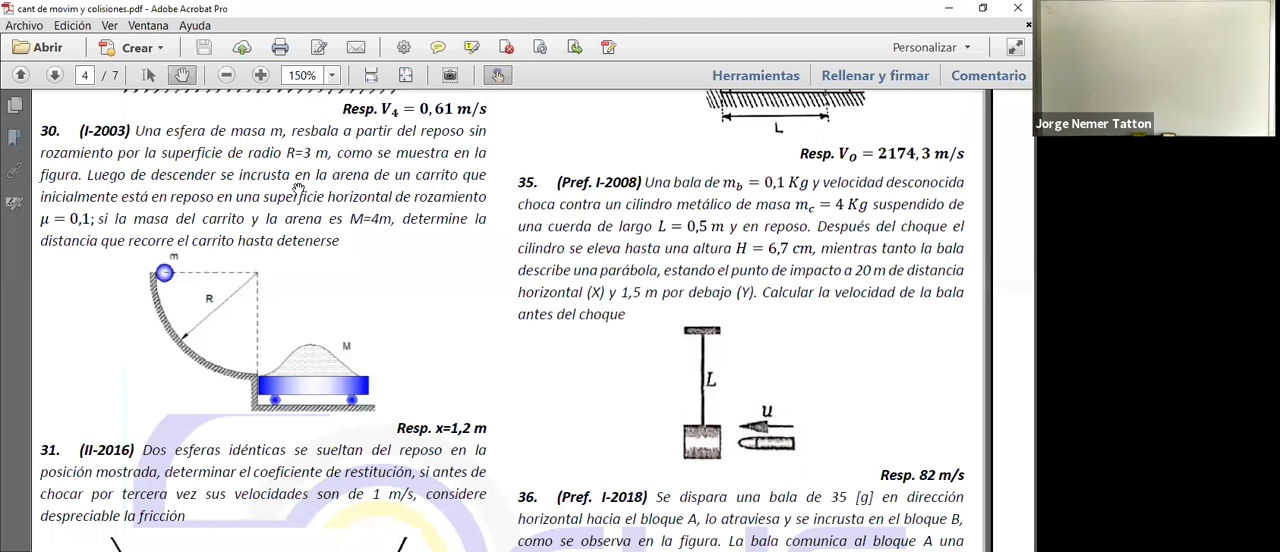 cant de movim y colisiones.pdf - Adobe Acrobat Pro
Archivo Edición Ver Ventana Ayuda
Abrir Crear Personalizar
4 / 7 150% Herramientas Rellenar y firmar Comentario
Resp. V₄ = 0,61 m/s
30. (I-2003) Una esfera de masa m, resbala a partir del reposo sin
rozamiento por la superficie de radio R=3 m, como se muestra en la
figura. Luego de descender se incrusta en la arena de un carrito que
inicialmente está en reposo en una superficie horizontal de rozamiento
μ = 0,1; si la masa del carrito y la arena es M=4m, determine la
distancia que recorre el carrito hasta detenerse
m
R
M
Resp. x=1,2 m
31. (II-2016) Dos esferas idénticas se sueltan del reposo en la
posición mostrada, determinar el coeficiente de restitución, si antes de
chocar por tercera vez sus velocidades son de 1 m/s, considere
despreciable la fricción
L
Resp. V_O = 2174,3 m/s
35. (Pref. I-2008) Una bala de m_b = 0,1 Kg y velocidad desconocida
choca contra un cilindro metálico de masa m_c = 4 Kg suspendido de
una cuerda de largo L = 0,5 m y en reposo. Después del choque el
cilindro se eleva hasta una altura H = 6,7 cm, mientras tanto la bala
describe una parábola, estando el punto de impacto a 20 m de distancia
horizontal (X) y 1,5 m por debajo (Y). Calcular la velocidad de la bala
antes del choque
L
u
Resp. 82 m/s
36. (Pref. I-2018) Se dispara una bala de 35 [g] en dirección
horizontal hacia el bloque A, lo atraviesa y se incrusta en el bloque B,
como se observa en la figura. La bala comunica al bloque A una
Jorge Nemer Tatton